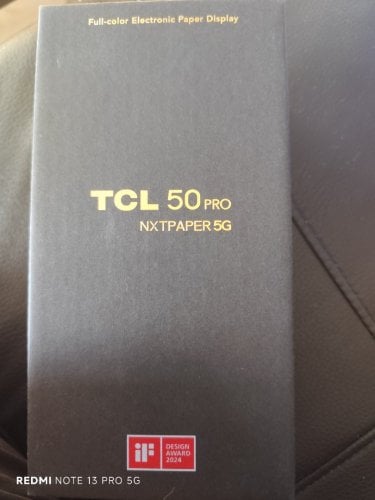 Full-color Electronic Paper Display
TCL 50 PRO
NXTPAPER 5G
iF
DESIGN
AWARD
2024
REDMI NOTE 13 PRO 5G